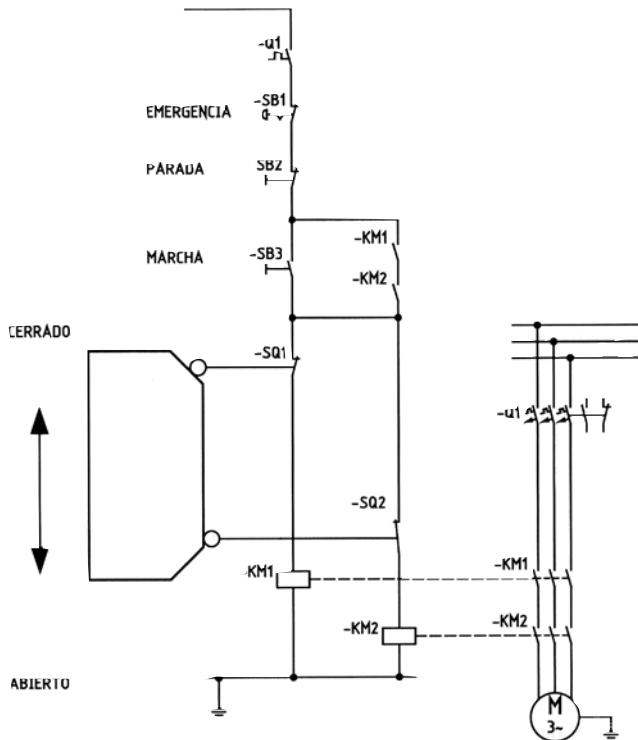 -Q1
-SB1
EMERGENCIA
SB2
PARADA
-KM1
-SB3
MARCHA
-KM2
CERRADO
-SQ1
-Q1
-SQ2
-KM1
KM1
-KM2
-KM2
ABIERTO
M
3~